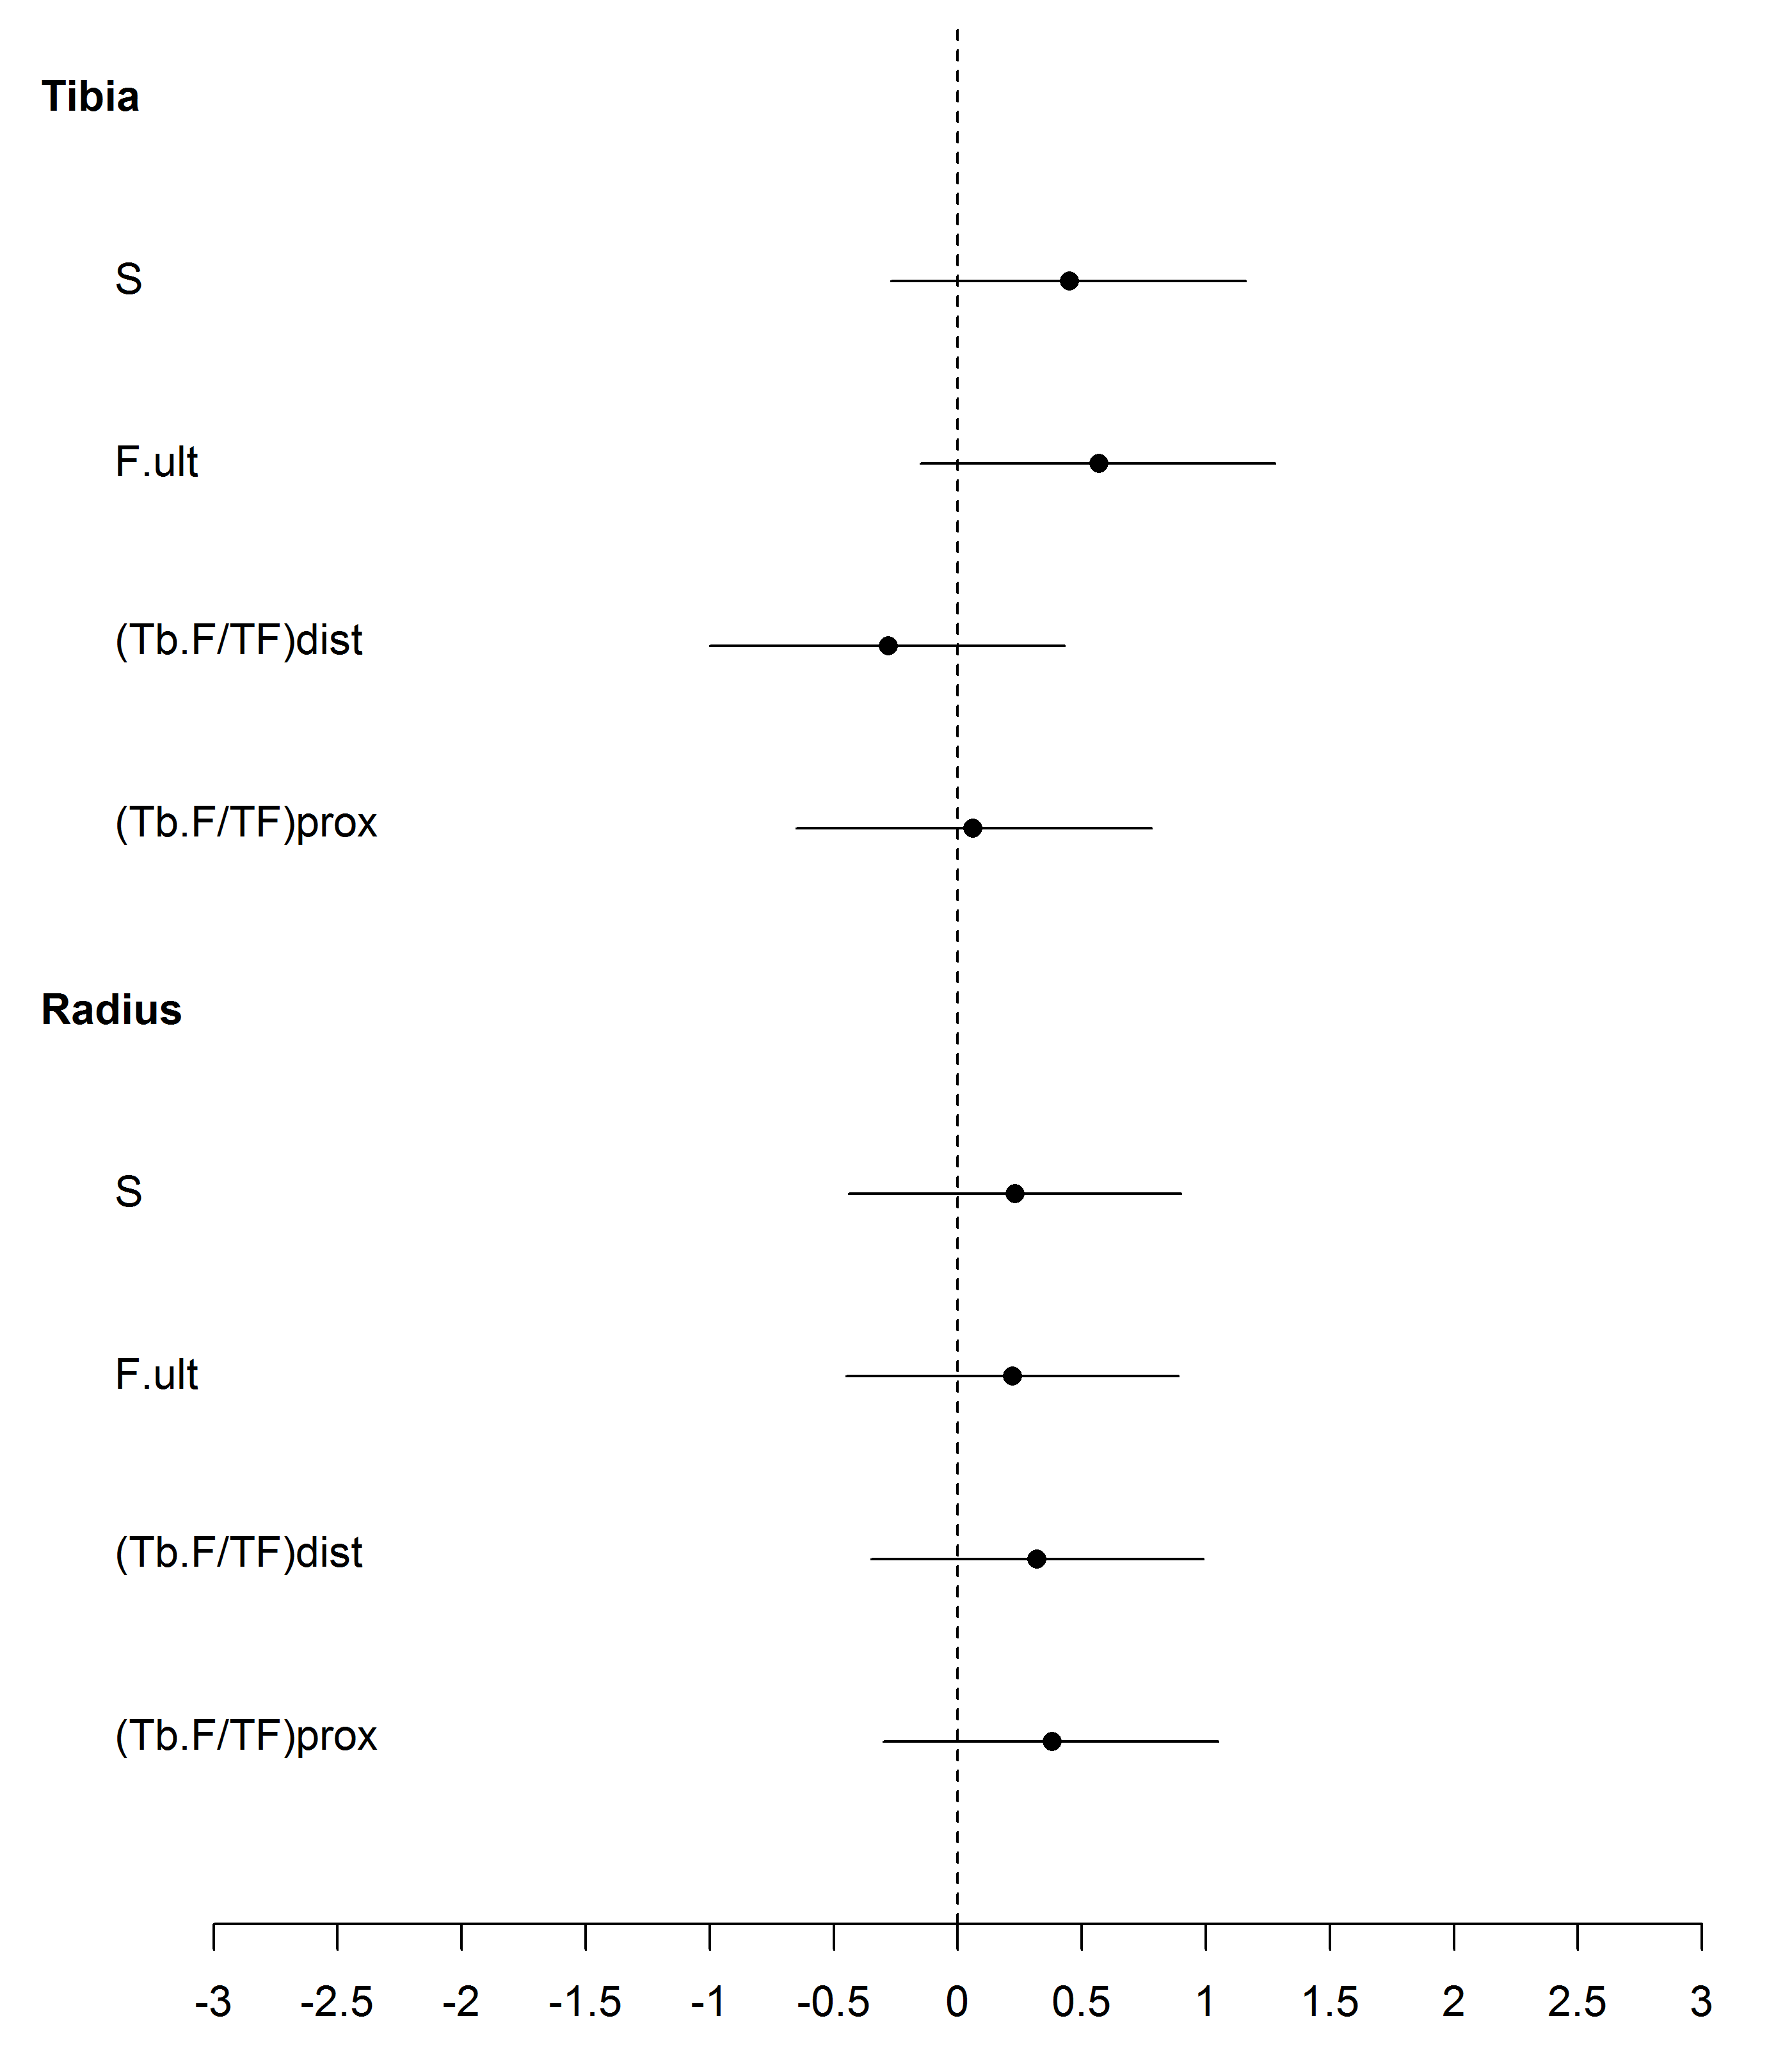 Tibia
S
F.ult
(Tb.F/TF)dist
(Tb.F/TF)prox
Radius
S
F.ult
(Tb.F/TF)dist
(Tb.F/TF)prox
-3 -2.5 -2 -1.5 -1 -0.5 0 0.5 1 1.5 2 2.5 3